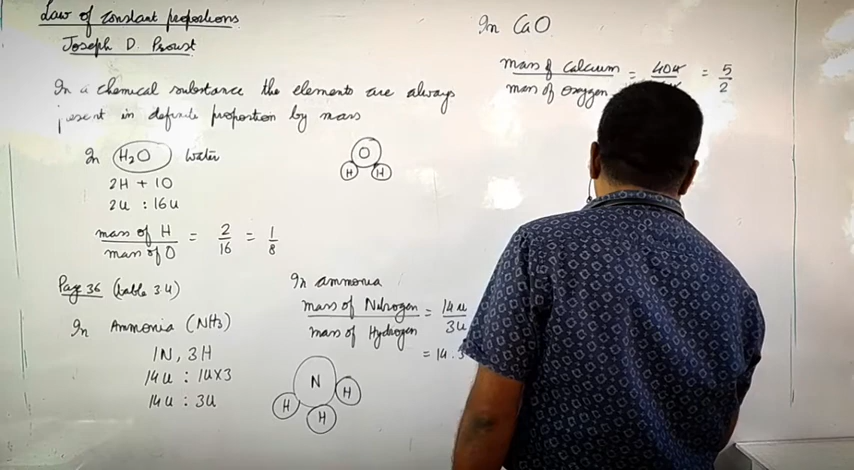 Law of constant proportions
Joseph D. Proust
In a chemical substance the elements are always
present in definite proportion by mass
In H2O Water
2H + 1O
2u : 16u
mass of H / mass of O = 2/16 = 1/8
O
H H
Page 36 (table 3.4)
In Ammonia (NH3)
1N, 3H
14u : 1u×3
14u : 3u
In ammonia
mass of Nitrogen / mass of Hydrogen = 14u / 3u
= 14:3
N
H H H
In CaO
mass of Calcium / mass of oxygen = 40u = 5/2